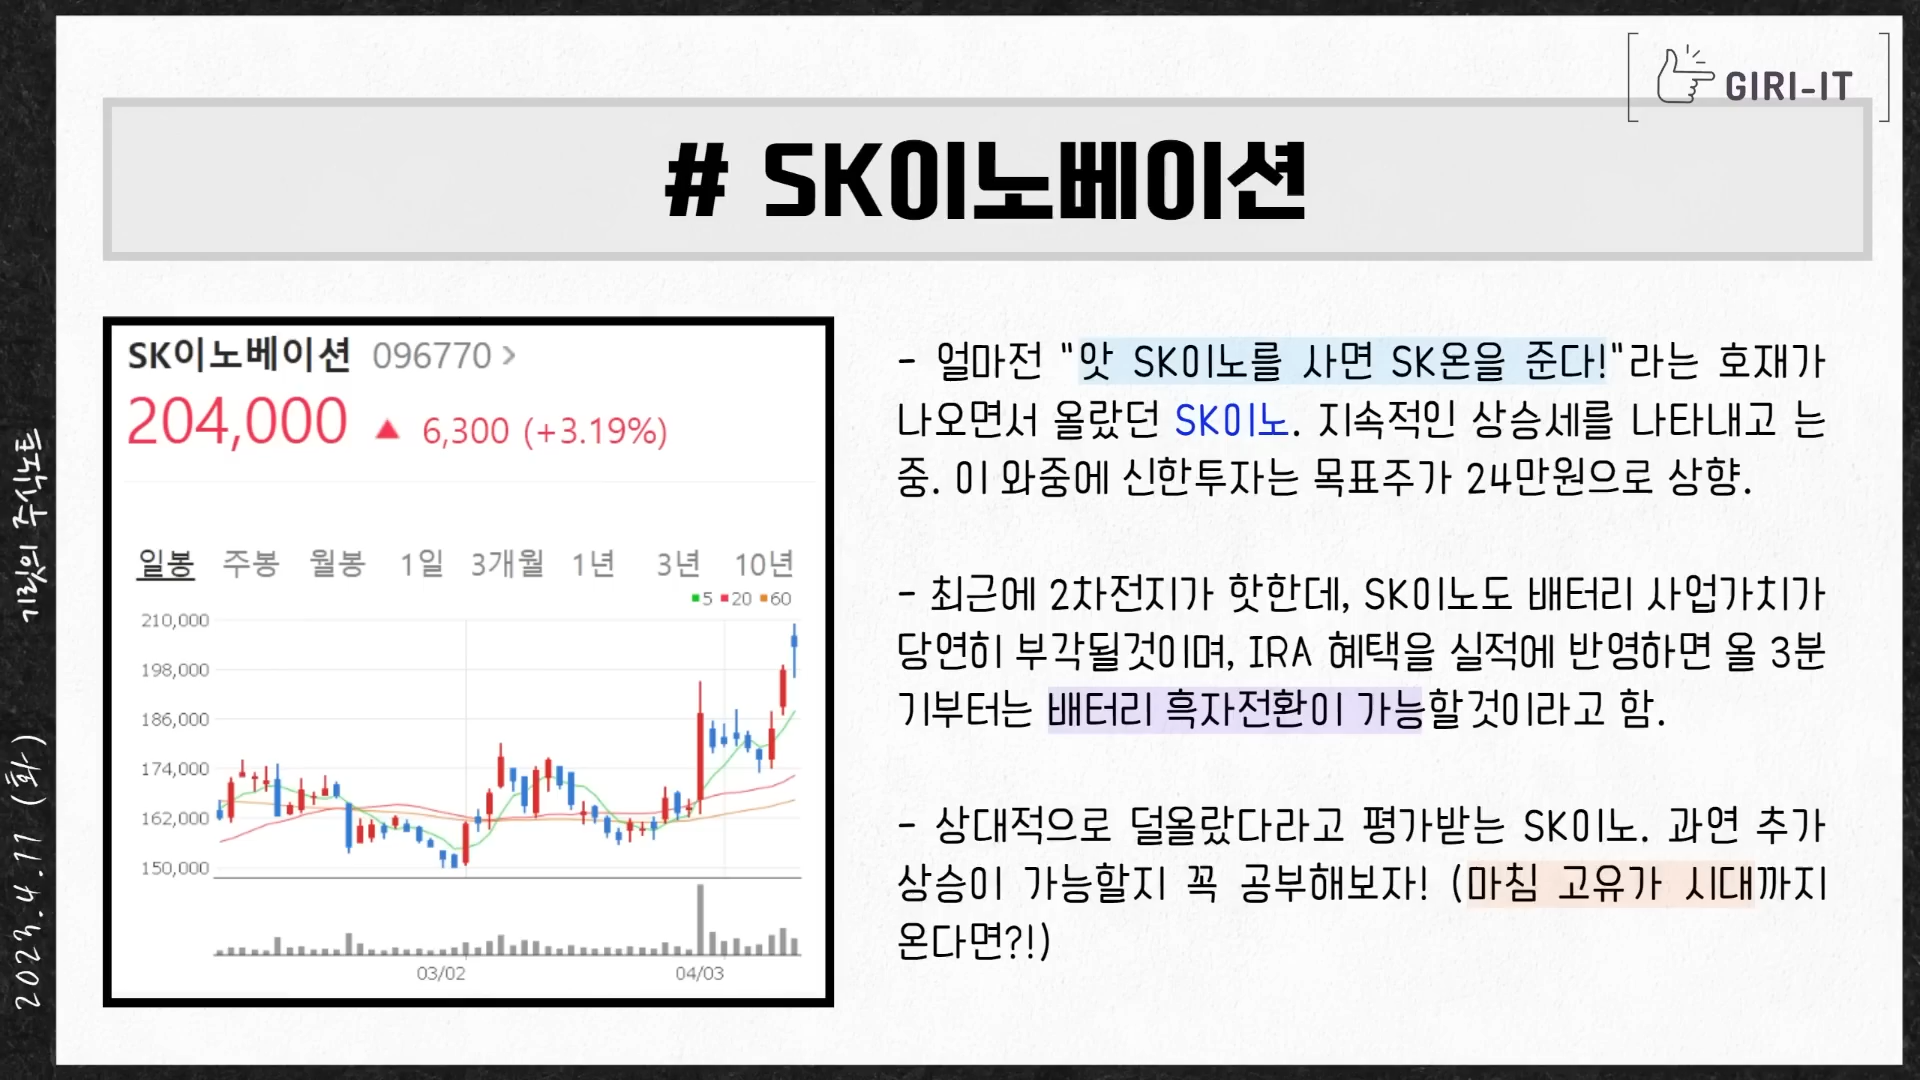 GIRI-IT
# SK이노베이션
SK이노베이션 096770 >
204,000 ▲ 6,300 (+3.19%)
일봉 주봉 월봉 1일 3개월 1년 3년 10년
5 20 60
210,000
198,000
186,000
174,000
162,000
150,000
03/02 04/03
- 얼마전 "앗 SK이노를 사면 SK온을 준다!"라는 호재가
나오면서 올랐던 SK이노. 지속적인 상승세를 나타내고 는
중. 이 와중에 신한투자는 목표주가 24만원으로 상향.
- 최근에 2차전지가 핫한데, SK이노도 배터리 사업가치가
당연히 부각될것이며, IRA 혜택을 실적에 반영하면 올 3분
기부터는 배터리 흑자전환이 가능할것이라고 함.
- 상대적으로 덜올랐다라고 평가받는 SK이노. 과연 추가
상승이 가능할지 꼭 공부해보자! (마침 고유가 시대까지
온다면?!)
2023.4.11 (화) 기릿의 주식노트